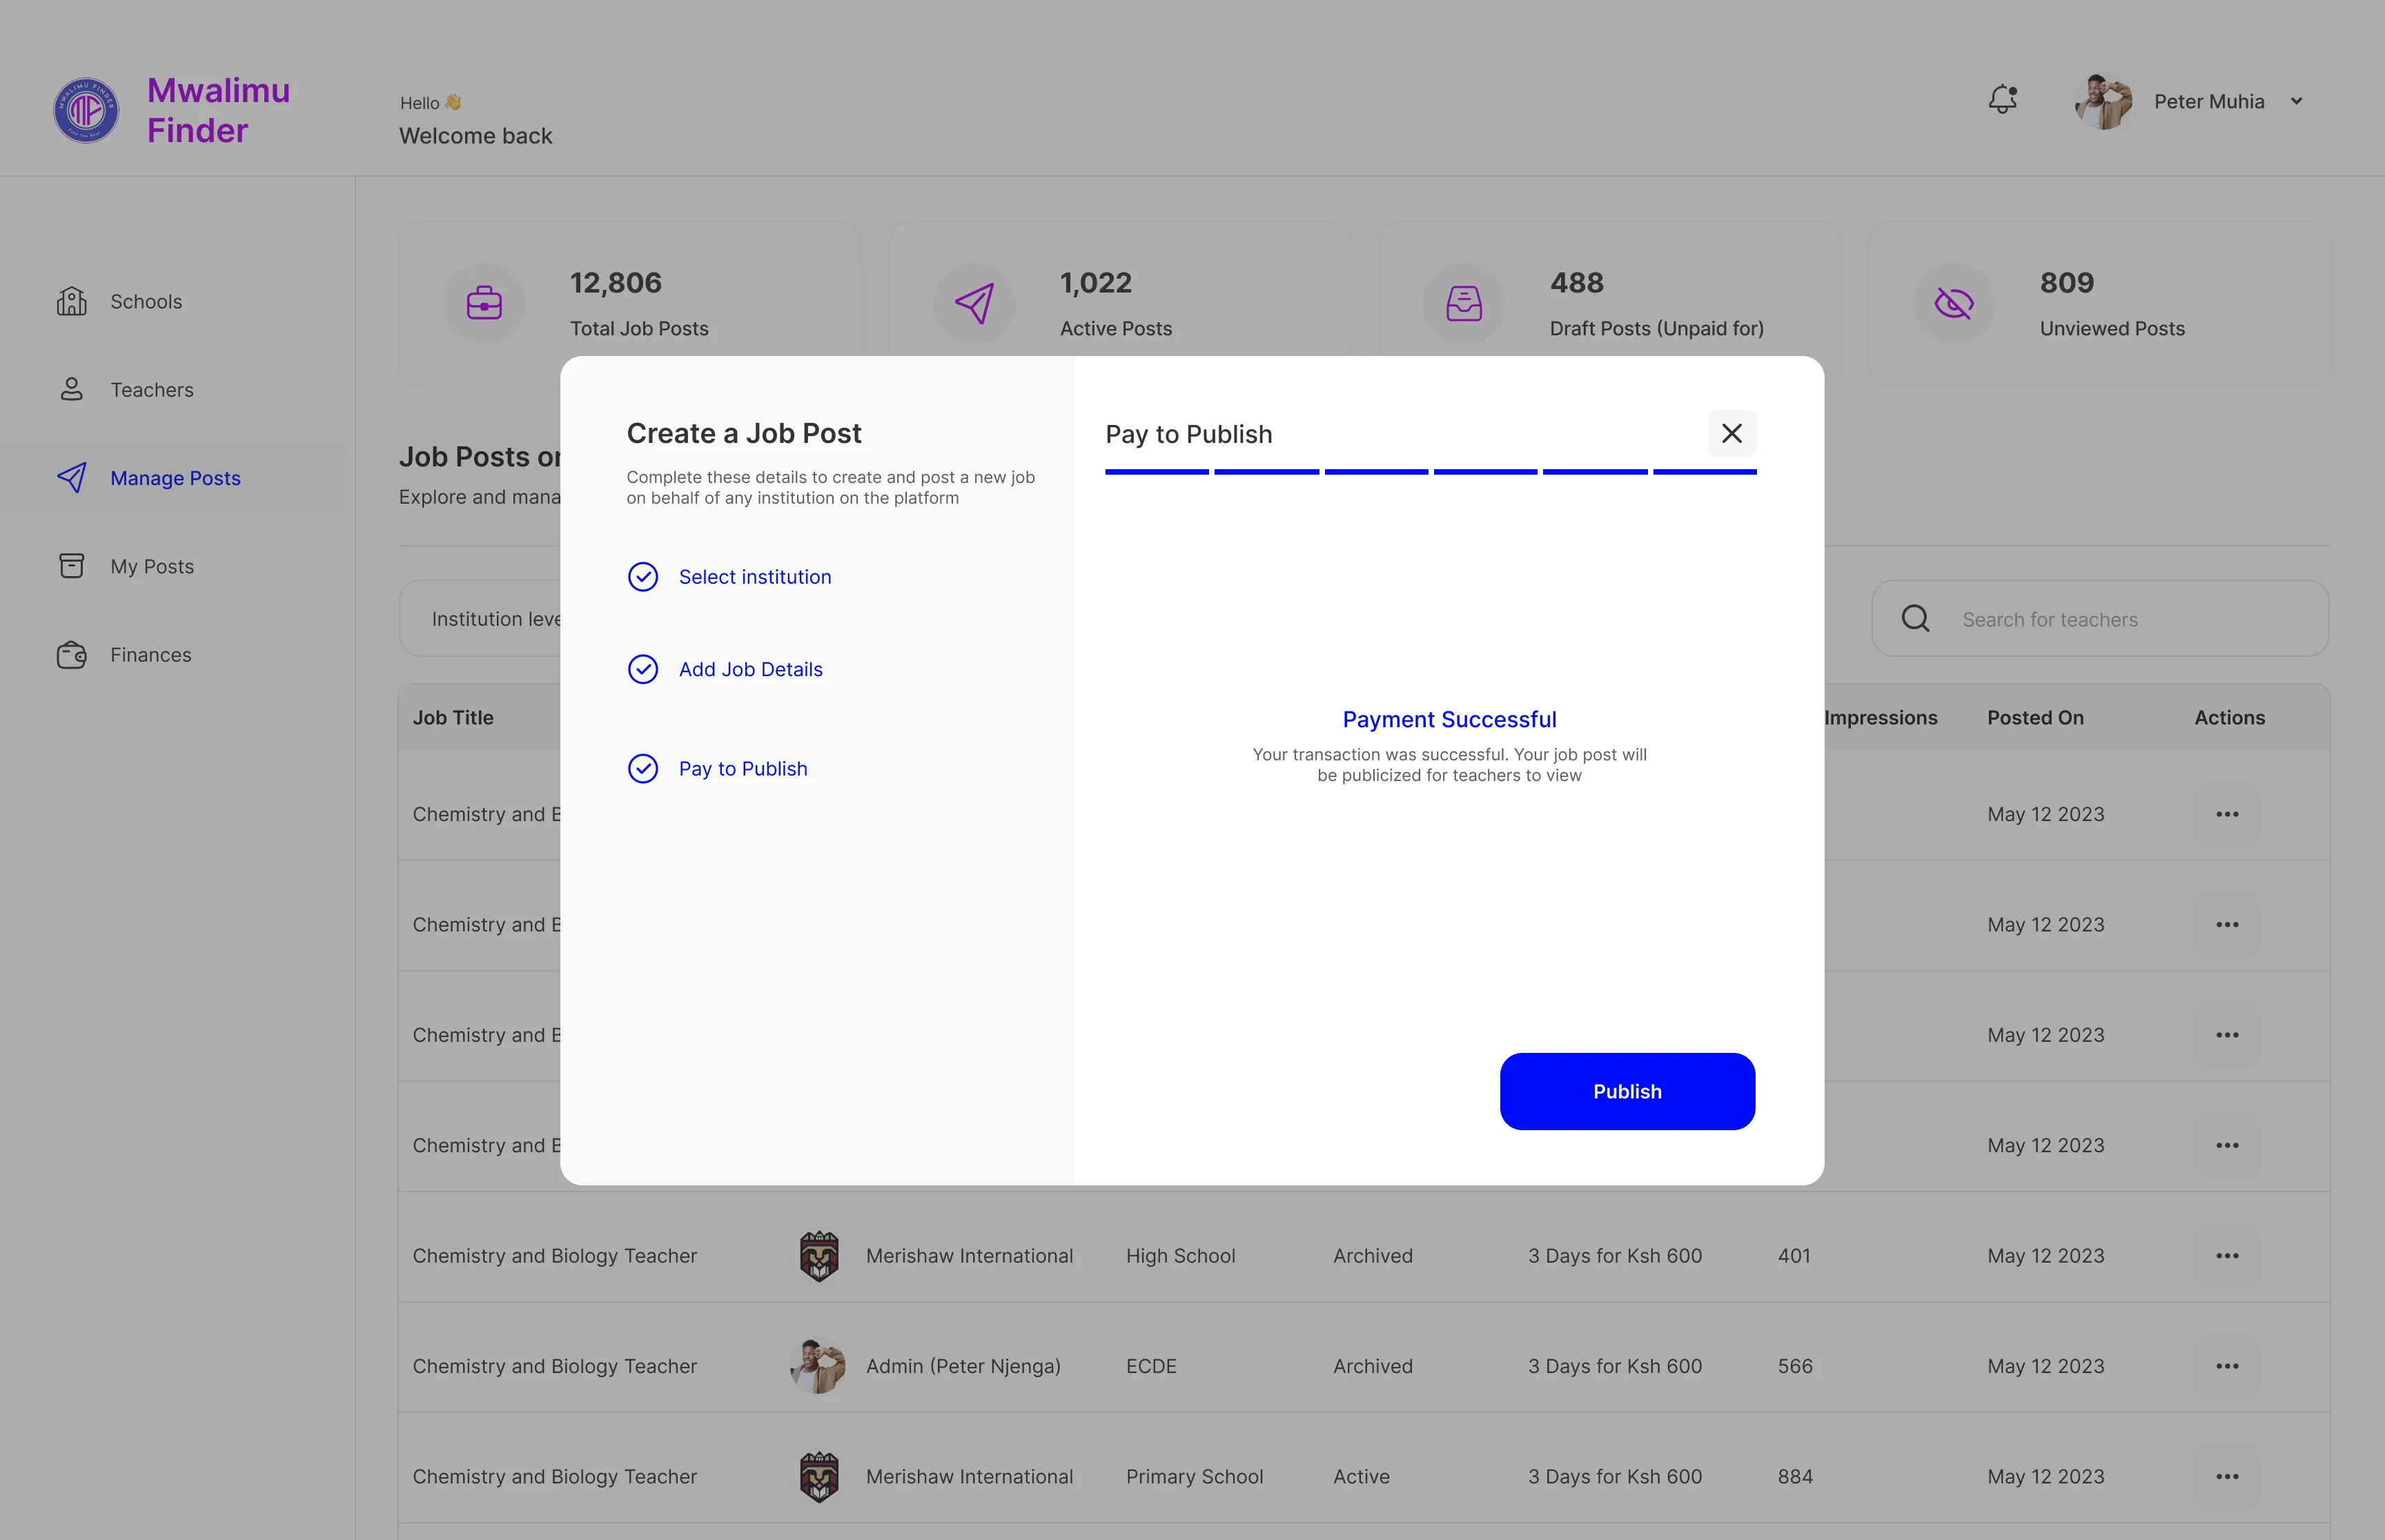 Mwalimu
Finder
Hello 👋
Welcome back
Peter Muhia
Schools
Teachers
Manage Posts
My Posts
Finances
12,806
Total Job Posts
1,022
Active Posts
488
Draft Posts (Unpaid for)
809
Unviewed Posts
Job Posts
Explore and
Institution
Search for teachers
Create a Job Post
Complete these details to create and post a new job
on behalf of any institution on the platform
Select institution
Add Job Details
Pay to Publish
Pay to Publish
Payment Successful
Your transaction was successful. Your job post will
be publicized for teachers to view
Publish
Job Title Impressions Posted On Actions
Chemistry and May 12 2023
Chemistry and May 12 2023
Chemistry and May 12 2023
Chemistry and May 12 2023
Chemistry and Biology Teacher Merishaw International High School Archived 3 Days for Ksh 600 401 May 12 2023
Chemistry and Biology Teacher Admin (Peter Njenga) ECDE Archived 3 Days for Ksh 600 566 May 12 2023
Chemistry and Biology Teacher Merishaw International Primary School Active 3 Days for Ksh 600 884 May 12 2023